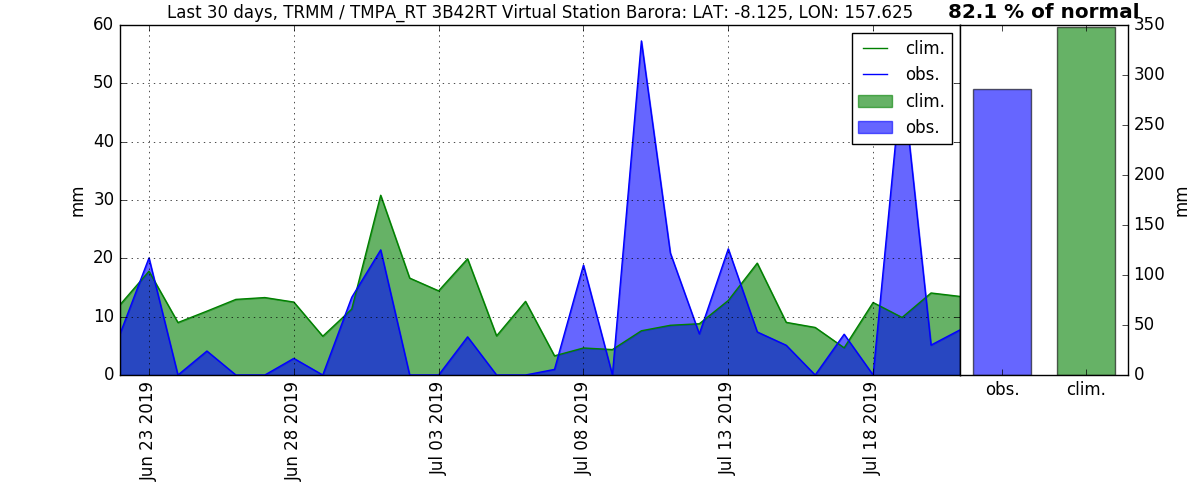 Last 30 days, TRMM / TMPA_RT 3B42RT Virtual Station Barora: LAT: -8.125, LON: 157.625
82.1 % of normal
60
50
40
30
20
10
0
mm
clim.
obs.
clim.
obs.
Jun 23 2019
Jun 28 2019
Jul 03 2019
Jul 08 2019
Jul 13 2019
Jul 18 2019
350
300
250
200
150
100
50
0
mm
obs.
clim.